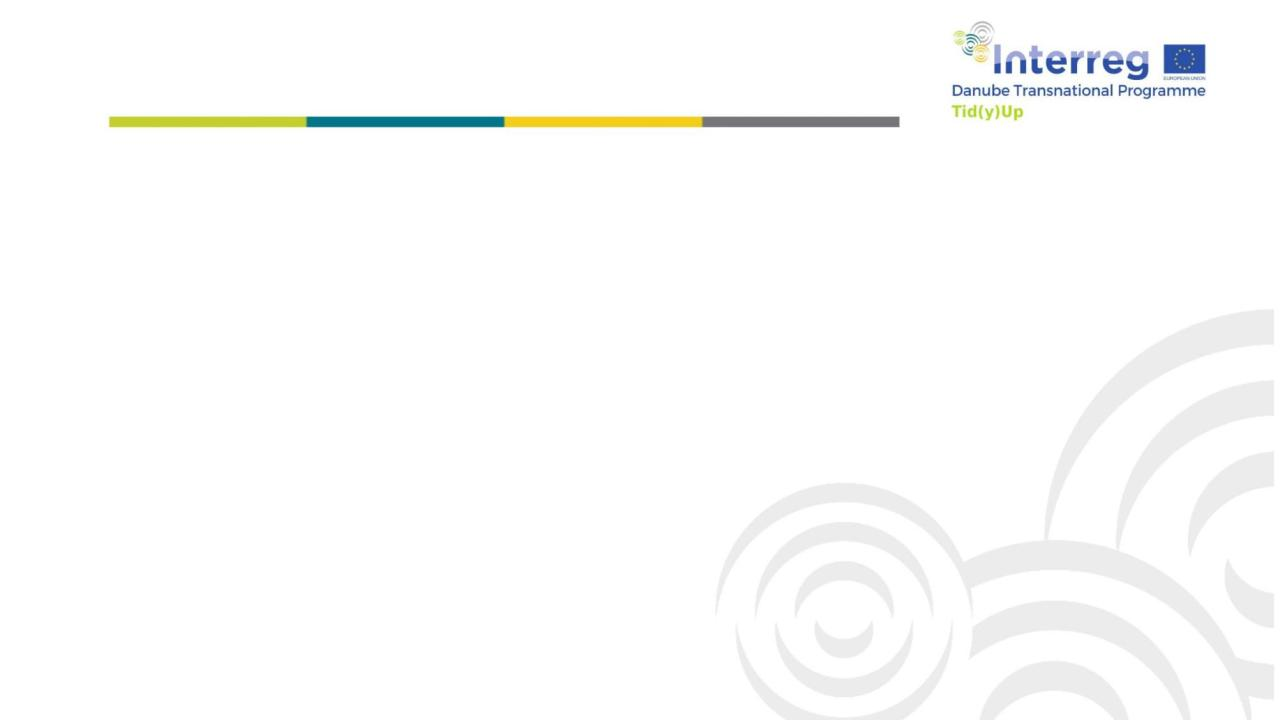 Interreg
EUROPEAN UNION
Danube Transnational Programme
Tid(y)Up